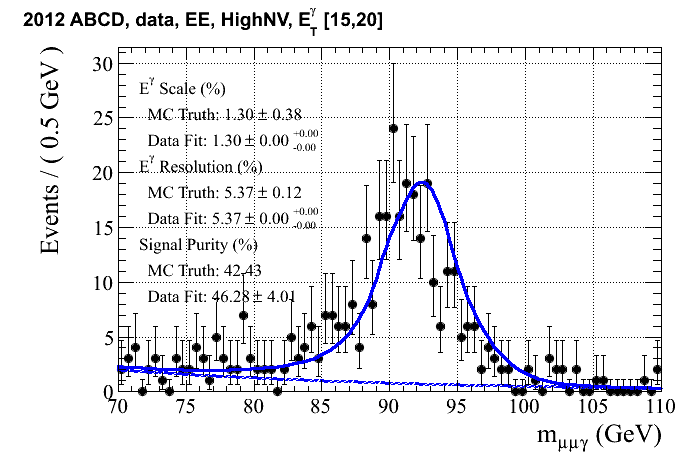 2012 ABCD, data, EE, HighNV, E_T^γ [15,20]
Events / ( 0.5 GeV )
30
25
20
15
10
5
0
E^γ Scale (%)
MC Truth: 1.30 ± 0.38
Data Fit: 1.30 ± 0.00 +0.00 -0.00
E^γ Resolution (%)
MC Truth: 5.37 ± 0.12
Data Fit: 5.37 ± 0.00 +0.00 -0.00
Signal Purity (%)
MC Truth: 42.43
Data Fit: 46.28 ± 4.01
70 75 80 85 90 95 100 105 110
m_μμγ (GeV)